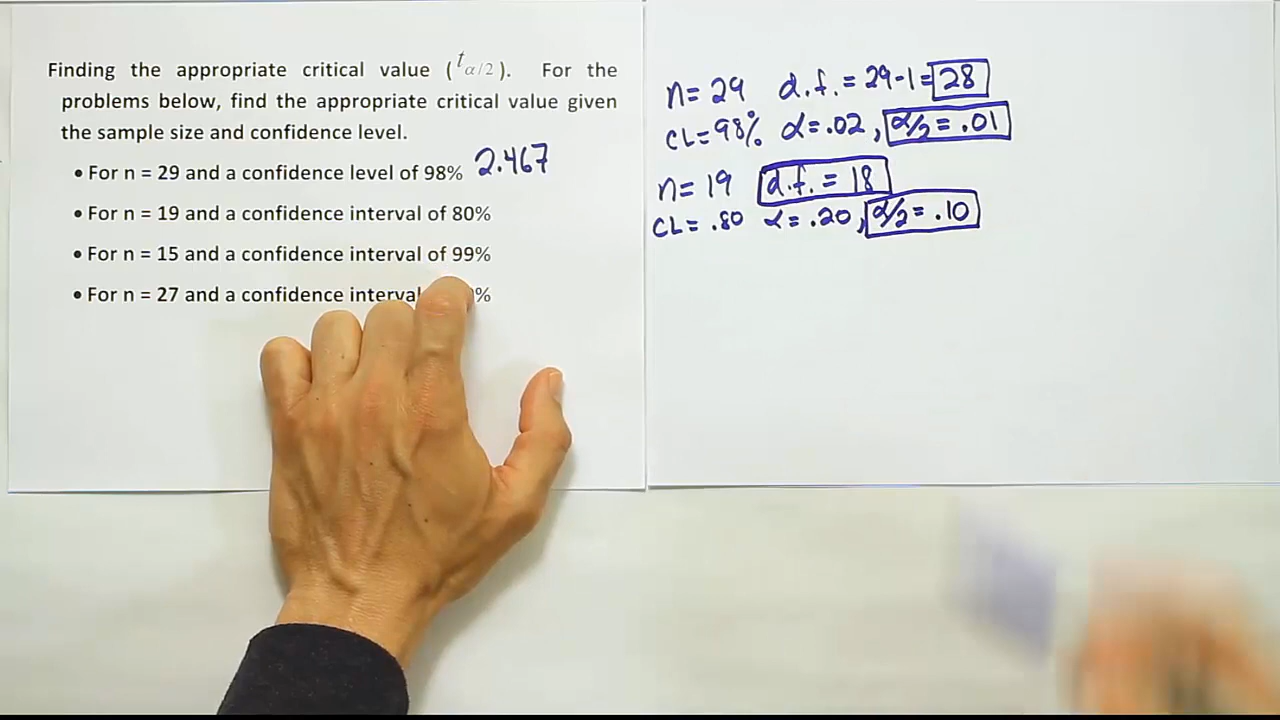 Finding the appropriate critical value (t α/2). For the
problems below, find the appropriate critical value given
the sample size and confidence level.
• For n = 29 and a confidence level of 98% 2.467
• For n = 19 and a confidence interval of 80%
• For n = 15 and a confidence interval of 99%
• For n = 27 and a confidence %
n = 29 d.f. = 29-1 = 28
CL = 98% α = .02, α/2 = .01
n = 19 d.f. = 18
CL = .80 α = .20, α/2 = .10